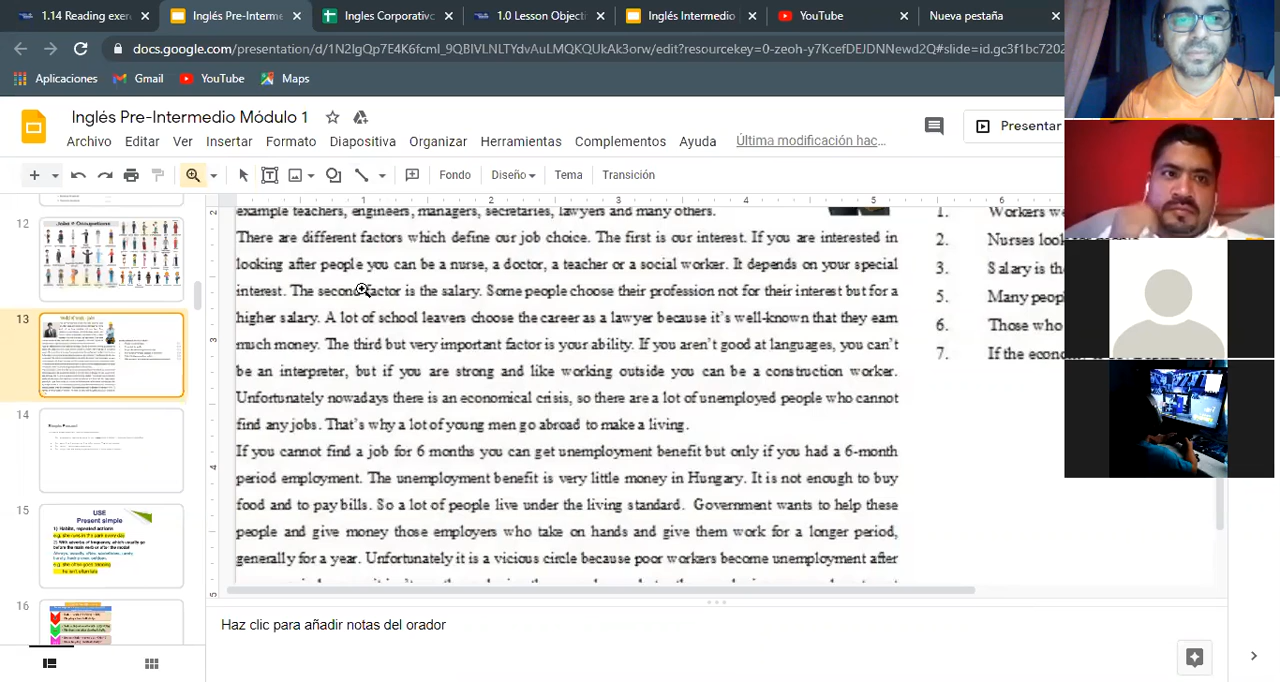 1.14 Reading exer
Inglés Pre-Interme
Ingles Corporativo
1.0 Lesson Objecti
Inglés Intermedio
YouTube
Nueva pestaña
docs.google.com/presentation/d/1N2IgQp7E4K6fcmI_9QBIVLNLTYdvAuLMQKQUkAk3orw/edit?resourcekey=0-zeoh-y7KcefDEJDNNewd2Q#slide=id.gc3f1bc7202
Aplicaciones
Gmail
YouTube
Maps
Inglés Pre-Intermedio Módulo 1
Archivo Editar Ver Insertar Formato Diapositiva Organizar Herramientas Complementos Ayuda Última modificación hac...
Presentar
Fondo Diseño Tema Transición
12
Jobs & Occupations
13
14
15
USE
Present simple
16
example teachers, engineers, managers, secretaries, lawyers and many others.
There are different factors which define our job choice. The first is our interest. If you are interested in
looking after people you can be a nurse, a doctor, a teacher or a social worker. It depends on your special
interest. The second factor is the salary. Some people choose their profession not for their interest but for a
higher salary. A lot of school leavers choose the career as a lawyer because it's well-known that they earn
much money. The third but very important factor is your ability. If you aren't good at languages, you can't
be an interpreter, but if you are strong and like working outside you can be a construction worker.
Unfortunately nowadays there is an economical crisis, so there are a lot of unemployed people who cannot
find any jobs. That's why a lot of young men go abroad to make a living.
If you cannot find a job for 6 months you can get unemployment benefit but only if you had a 6-month
period employment. The unemployment benefit is very little money in Hungary. It is not enough to buy
food and to pay bills. So a lot of people live under the living standard. Government wants to help these
people and give money those employers who take on hands and give them work for a longer period,
generally for a year. Unfortunately it is a vicious circle because poor workers become unemployment after
1. Workers we
2. Nurses look
3. Salary is th
5. Many peop
6. Those who
7. If the econo
Haz clic para añadir notas del orador